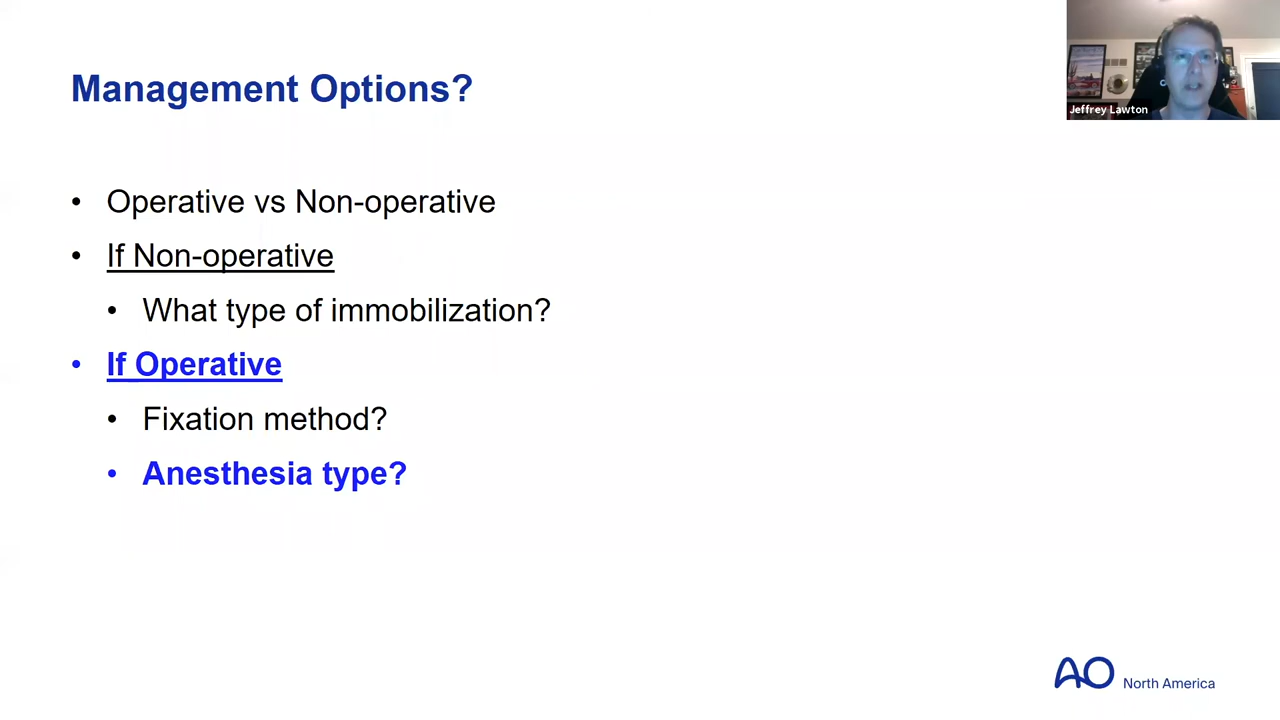 Management Options?
Jeffrey Lawton
• Operative vs Non-operative
• If Non-operative
• What type of immobilization?
• If Operative
• Fixation method?
• Anesthesia type?
AO North America